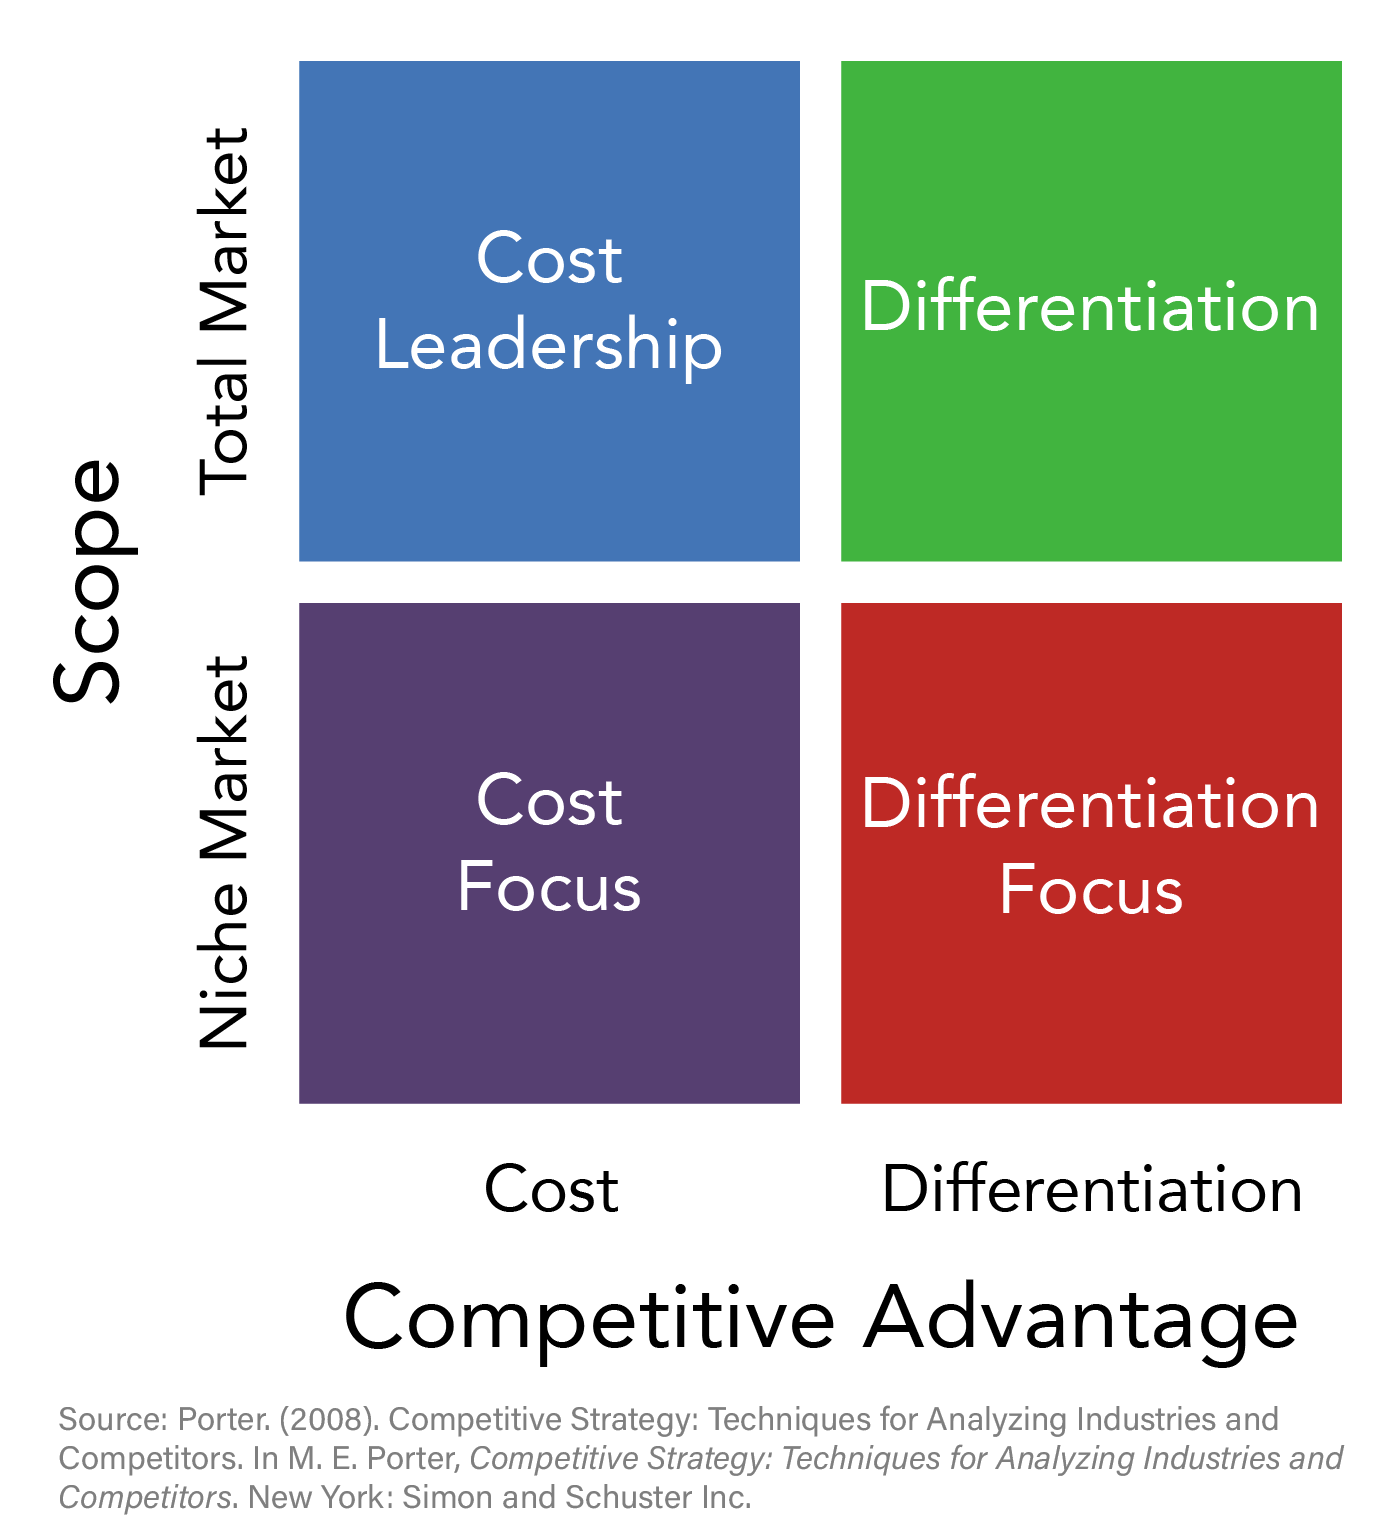 Scope
Total Market
Niche Market
Cost
Leadership
Differentiation
Cost
Focus
Differentiation
Focus
Cost
Differentiation
Competitive Advantage
Source: Porter. (2008). Competitive Strategy: Techniques for Analyzing Industries and
Competitors. In M. E. Porter, Competitive Strategy: Techniques for Analyzing Industries and
Competitors. New York: Simon and Schuster Inc.